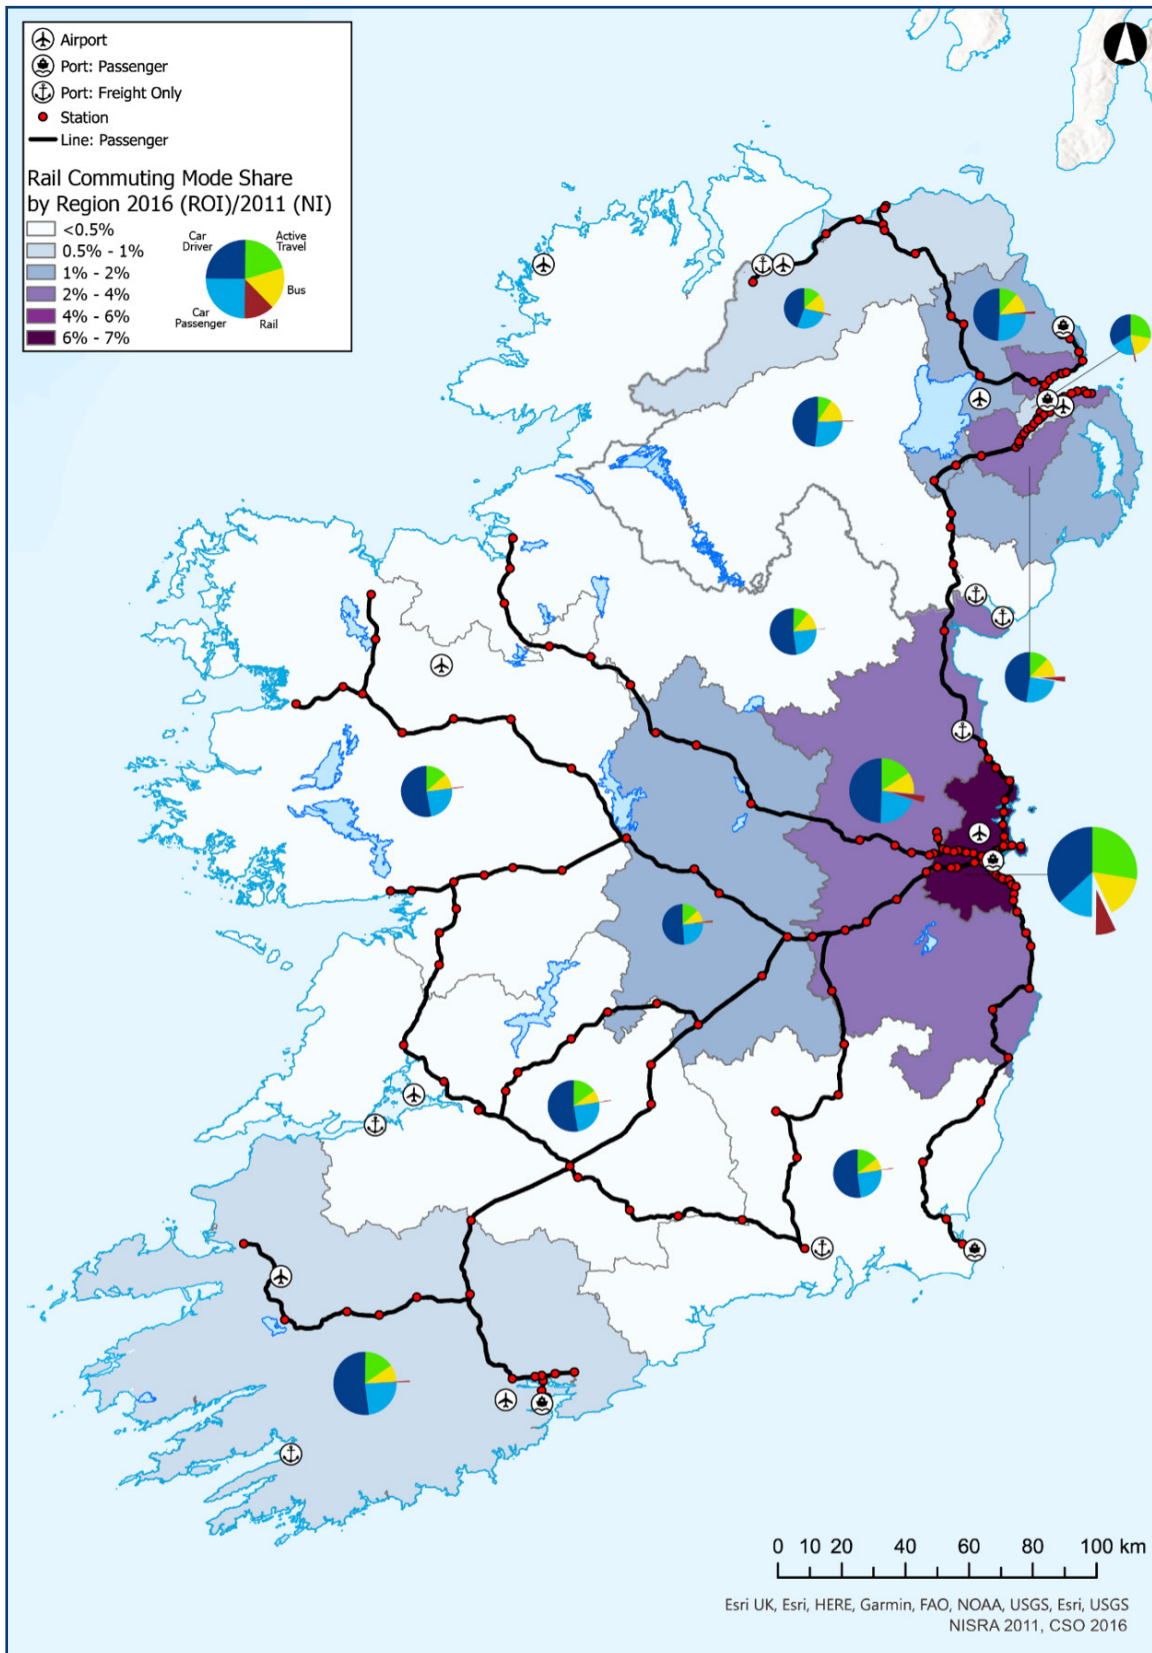 Airport
Port: Passenger
Port: Freight Only
Station
Line: Passenger
Rail Commuting Mode Share
by Region 2016 (ROI)/2011 (NI)
<0.5%
0.5% - 1%
1% - 2%
2% - 4%
4% - 6%
6% - 7%
Car
Driver
Active
Travel
Bus
Car
Passenger
Rail
0 10 20 40 60 80 100 km
Esri UK, Esri, HERE, Garmin, FAO, NOAA, USGS, Esri, USGS
NISRA 2011, CSO 2016